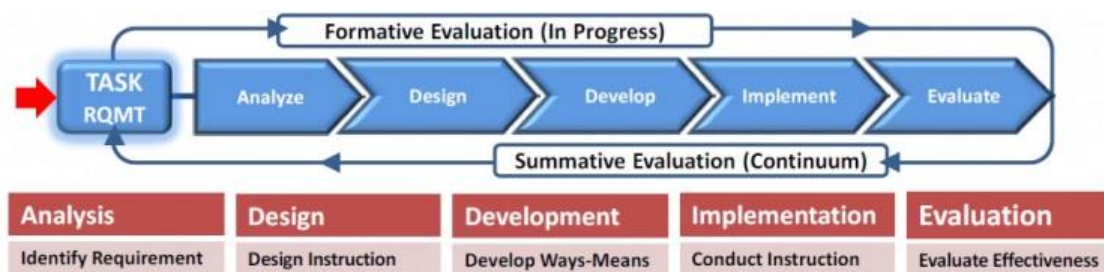 Formative Evaluation (In Progress)
TASK
RQMT
Analyze
Design
Develop
Implement
Evaluate
Summative Evaluation (Continuum)
Analysis
Design
Development
Implementation
Evaluation
Identify Requirement
Design Instruction
Develop Ways-Means
Conduct Instruction
Evaluate Effectiveness